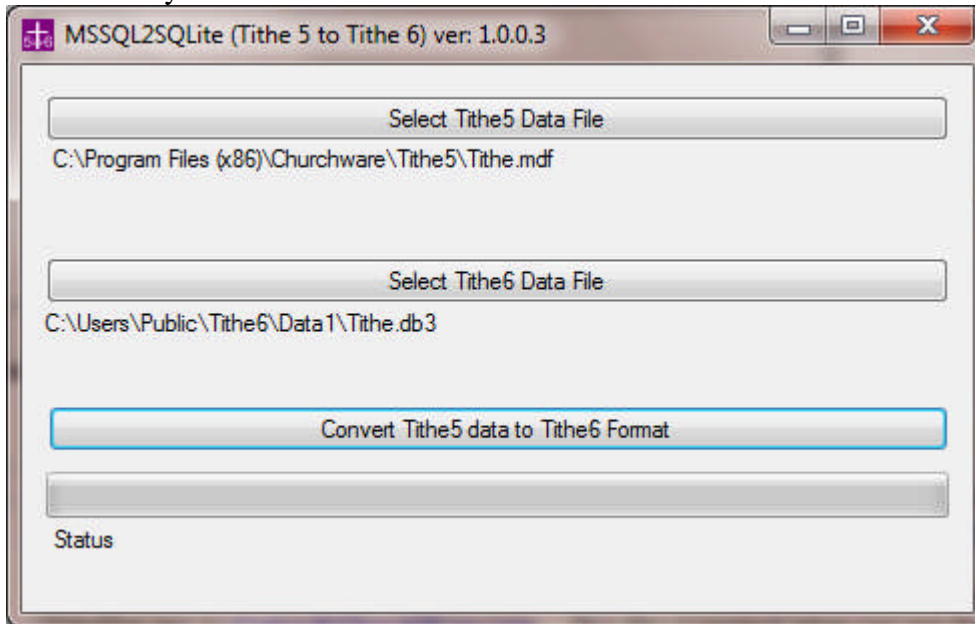 MSSQL2SQLite (Tithe 5 to Tithe 6) ver: 1.0.0.3
Select Tithe5 Data File
C:\Program Files (x86)\Churchware\Tithe5\Tithe.mdf
Select Tithe6 Data File
C:\Users\Public\Tithe6\Data1\Tithe.db3
Convert Tithe5 data to Tithe6 Format
Status